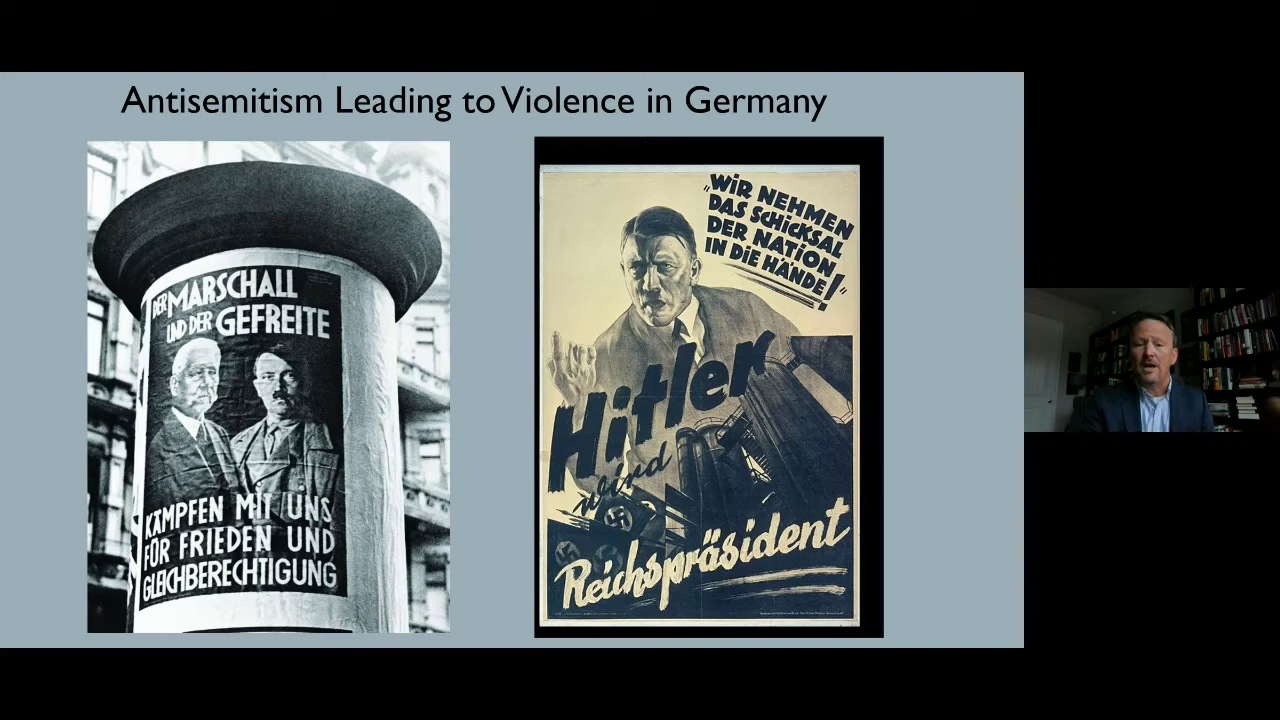 Antisemitism Leading to Violence in Germany
DER MARSCHALL
UND DER GEFREITE
KÄMPFEN MIT UNS
FÜR FRIEDEN UND
GLEICHBERECHTIGUNG
„WIR NEHMEN
DAS SCHICKSAL
DER NATION
IN DIE HÄNDE!“
Hitler
wird
Reichspräsident